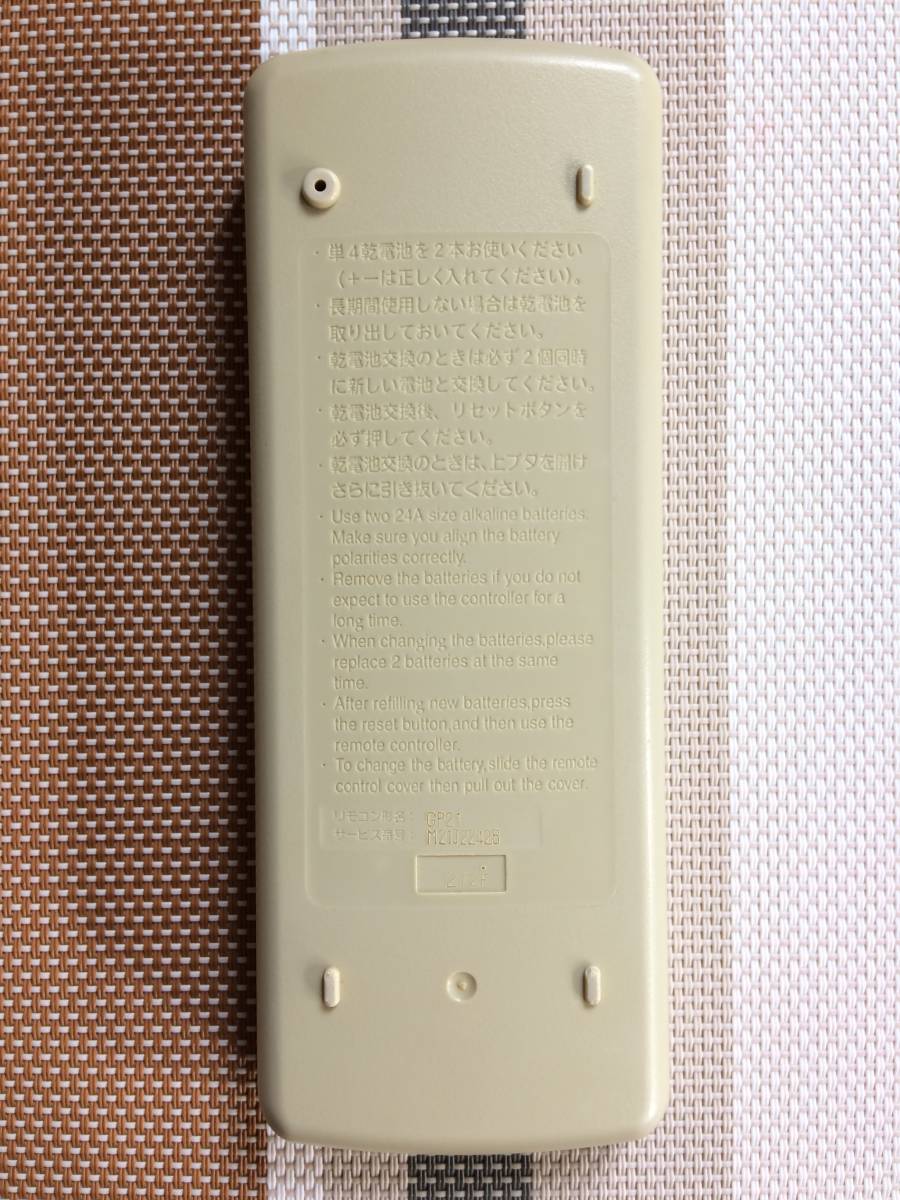 ・単4乾電池を2本お使いください
（＋－は正しく入れてください）。
・長期間使用しない場合は乾電池を
取り出しておいてください。
・乾電池交換のときは必ず2個同時
に新しい電池と交換してください。
・乾電池交換後、リセットボタンを
必ず押してください。
・乾電池交換のときは、上ブタを開け
さらに引き抜いてください。
・Use two 24A size alkaline batteries.
Make sure you align the battery
polarities correctly.
・Remove the batteries if you do not
expect to use the controller for a
long time.
・When changing the batteries,please
replace 2 batteries at the same
time.
・After refilling new batteries,press
the reset button,and then use the
remote controller.
・To change the battery,slide the remote
control cover then pull out the cover.
リモコン形名： GP21
サービス番号： M21J22426